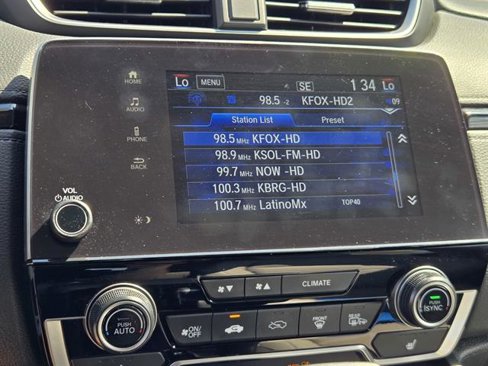 HOME
AUDIO
PHONE
BACK
VOL
AUDIO
Lo MENU SE 1 34 Lo
98.5 -2 KFOX-HD2 09
Station List Preset
98.5 MHz KFOX-HD
98.9 MHz KSOL-FM-HD
99.7 MHz NOW -HD
100.3 MHz KBRG-HD
100.7 MHz LatinoMx TOP40
CLIMATE
PUSH AUTO
ON/OFF
FRONT
REAR
PUSH SYNC